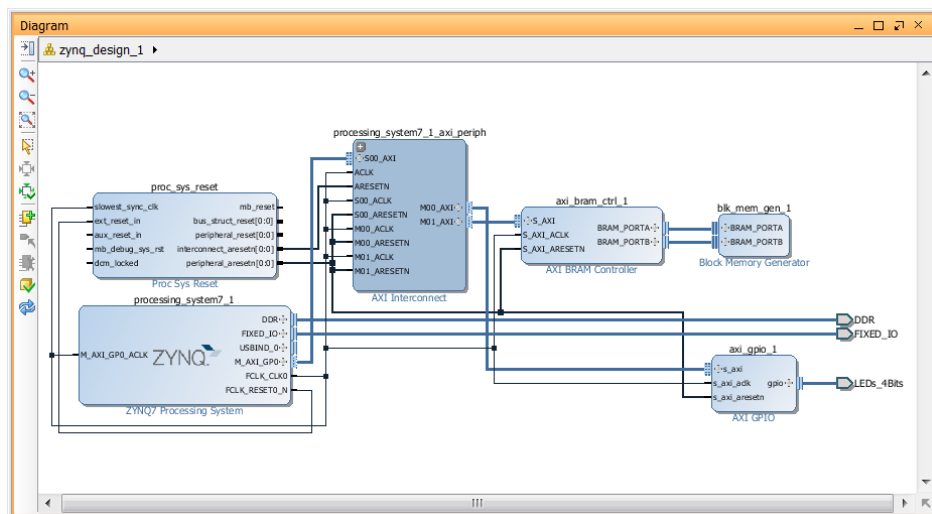 Diagram
zynq_design_1
processing_system7_1_axi_periph
S00_AXI
ACLK
ARESETN
S00_ACLK
S00_ARESETN
M00_ACLK
M00_ARESETN
M01_ACLK
M01_ARESETN
M00_AXI
M01_AXI
AXI Interconnect
proc_sys_reset
slowest_sync_clk
ext_reset_in
aux_reset_in
mb_debug_sys_rst
dcm_locked
mb_reset
bus_struct_reset[0:0]
peripheral_reset[0:0]
interconnect_aresetn[0:0]
peripheral_aresetn[0:0]
Proc Sys Reset
axi_bram_ctrl_1
S_AXI
S_AXI_ACLK
S_AXI_ARESETN
BRAM_PORTA
BRAM_PORTB
AXI BRAM Controller
blk_mem_gen_1
BRAM_PORTA
BRAM_PORTB
Block Memory Generator
processing_system7_1
M_AXI_GP0_ACLK
ZYNQ
DDR
FIXED_IO
USBIND_0
M_AXI_GP0
FCLK_CLK0
FCLK_RESET0_N
ZYNQ7 Processing System
DDR
FIXED_IO
axi_gpio_1
s_axi
s_axi_aclk
s_axi_aresetn
gpio
AXI GPIO
LEDs_4Bits